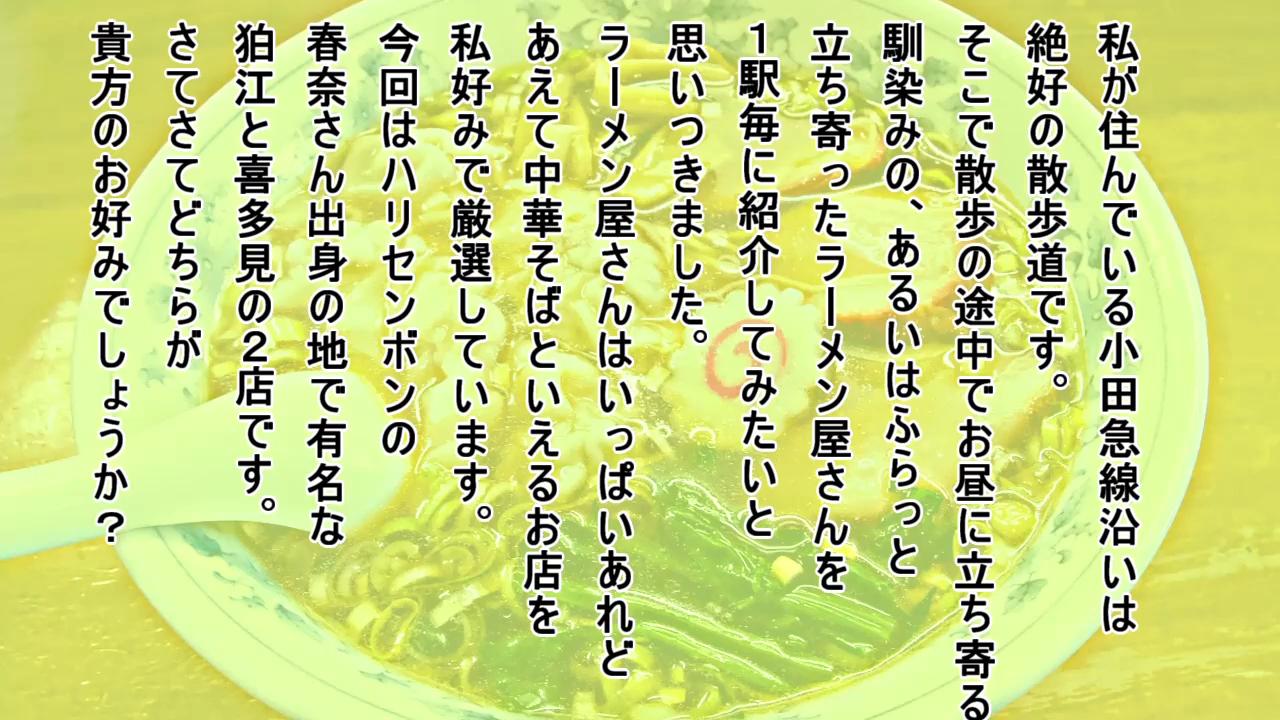 私が住んでいる小田急線沿いは
絶好の散歩道です。
そこで散歩の途中でお昼に立ち寄る
馴染みの、あるいはふらっと
立ち寄ったラーメン屋さんを
１駅毎に紹介してみたいと
思いつきました。
ラーメン屋さんはいっぱいあれど
あえて中華そばといえるお店を
私好みで厳選しています。
今回はハリセンボンの
春奈さん出身の地で有名な
狛江と喜多見の２店です。
さてさてどちらが
貴方のお好みでしょうか？